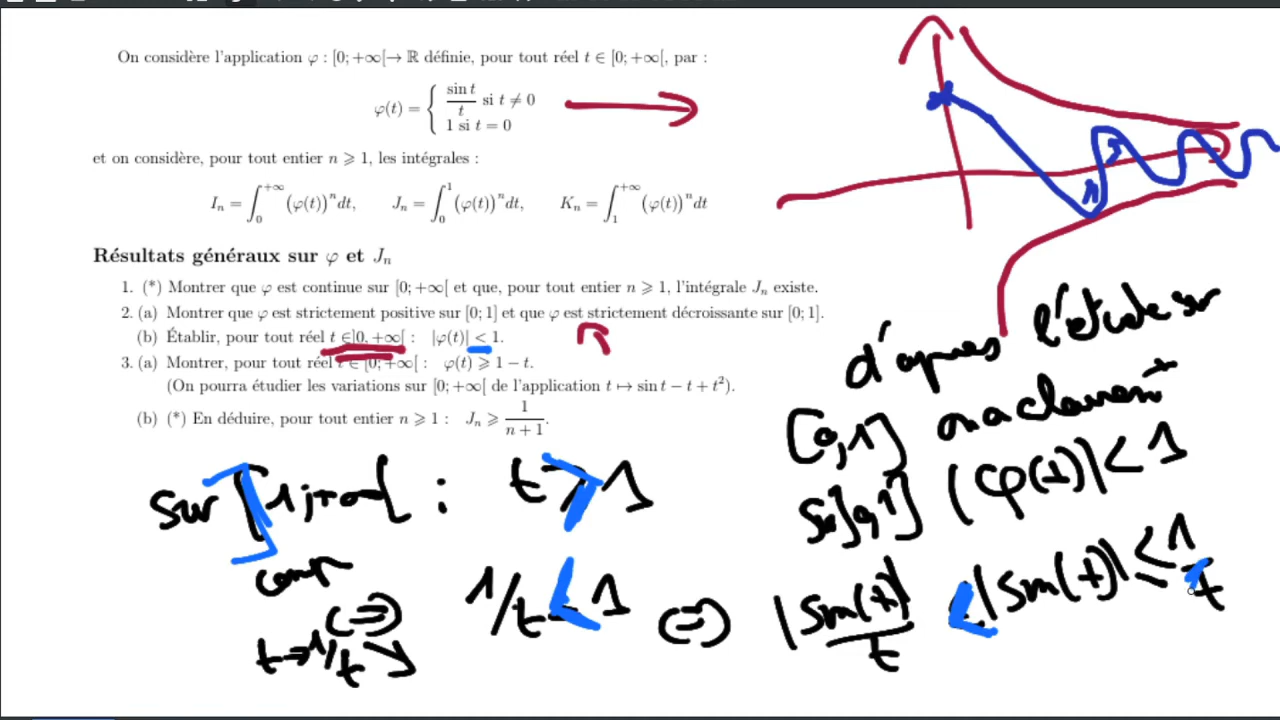 On considère l'application φ : [0; +∞[→ ℝ définie, pour tout réel t ∈ [0; +∞[, par :
φ(t) = { sin t / t si t ≠ 0
1 si t = 0
et on considère, pour tout entier n ⩾ 1, les intégrales :
I_n = ∫_0^{+∞} (φ(t))^n dt, J_n = ∫_0^1 (φ(t))^n dt, K_n = ∫_1^{+∞} (φ(t))^n dt
Résultats généraux sur φ et J_n
1. (*) Montrer que φ est continue sur [0; +∞[ et que, pour tout entier n ⩾ 1, l'intégrale J_n existe.
2. (a) Montrer que φ est strictement positive sur [0; 1] et que φ est strictement décroissante sur [0; 1].
(b) Établir, pour tout réel t ∈]0, +∞[ : |φ(t)| < 1.
3. (a) Montrer, pour tout réel t ∈ [0; +∞[ : φ(t) ⩾ 1 − t.
(On pourra étudier les variations sur [0; +∞[ de l'application t ↦ sin t − t + t²).
(b) (*) En déduire, pour tout entier n ⩾ 1 : J_n ⩾ 1/(n + 1).
d'apres l'etude sur
[0,1] on a clairement
sur ]0,1] |φ(t)| < 1
sur ]1;+∞[ : t > 1
1/t < 1 (=) |Sin(t)|/t < |Sin(t)| ≤ 1
(=)
t→1/t ↘